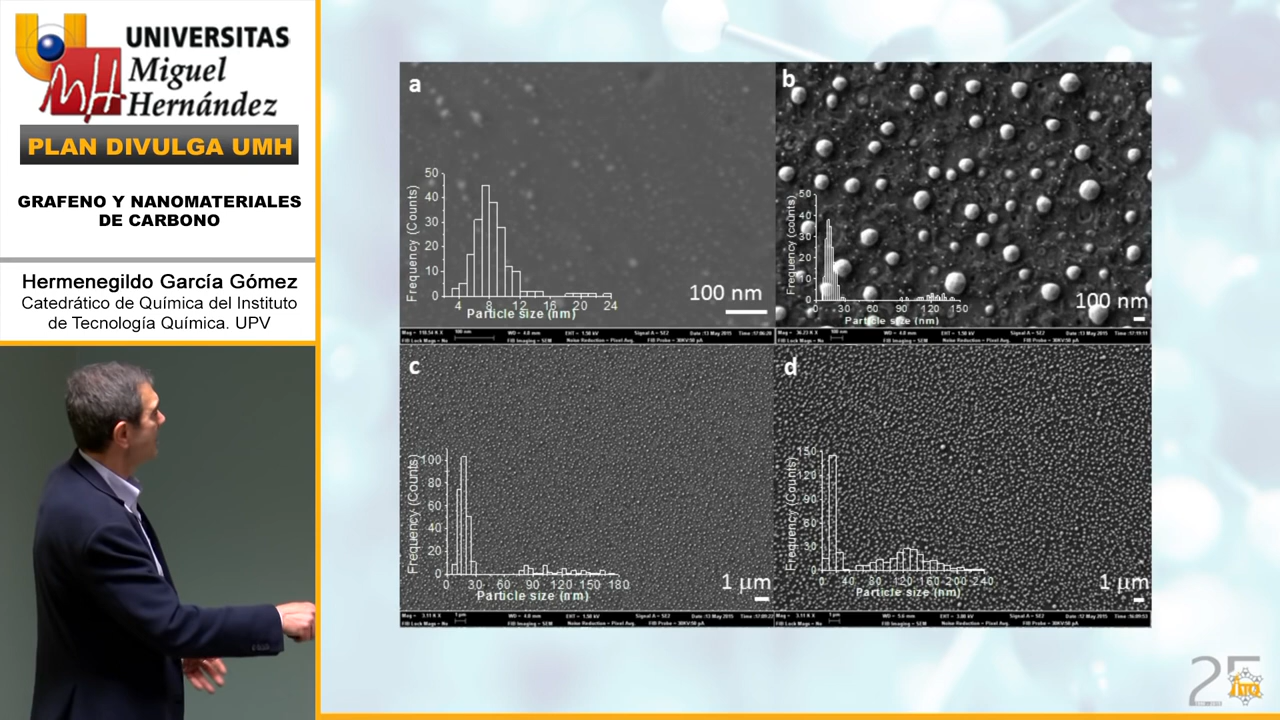 UNIVERSITAS
Miguel
Hernández
PLAN DIVULGA UMH
GRAFENO Y NANOMATERIALES
DE CARBONO
Hermenegildo García Gómez
Catedrático de Química del Instituto
de Tecnología Química. UPV
a
50
40
30
20
10
0
Frequency (Counts)
4 8 12 16 20 24
Particle size (nm)
100 nm
b
50
40
30
20
10
0
Frequency (counts)
0 30 60 90 120 150
Particle size (nm)
100 nm
c
100
80
60
40
20
0
Frequency (Counts)
0 30 60 90 120 150 180
Particle size (nm)
1 μm
d
150
120
90
60
30
0
Frequency (Counts)
0 40 80 120 160 200 240
Particle size (nm)
1 μm
25
ITQ